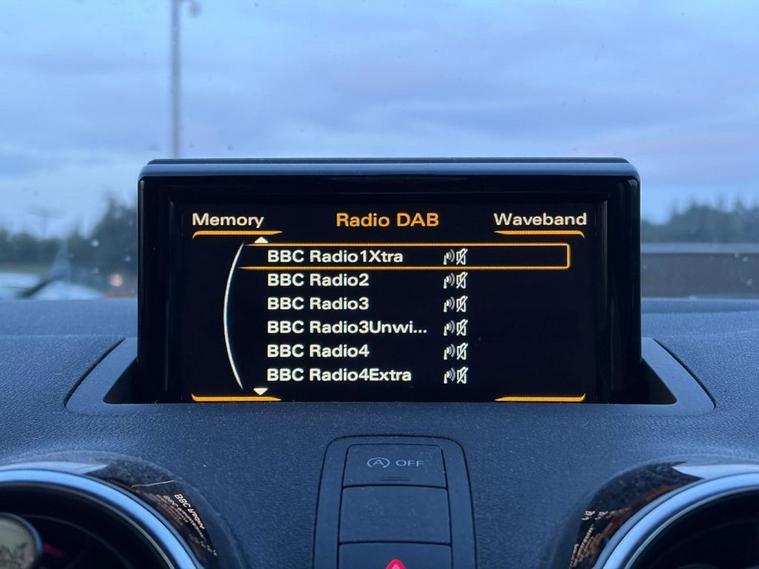 Memory Radio DAB Waveband
BBC Radio1Xtra
BBC Radio2
BBC Radio3
BBC Radio3Unwi...
BBC Radio4
BBC Radio4Extra
A OFF